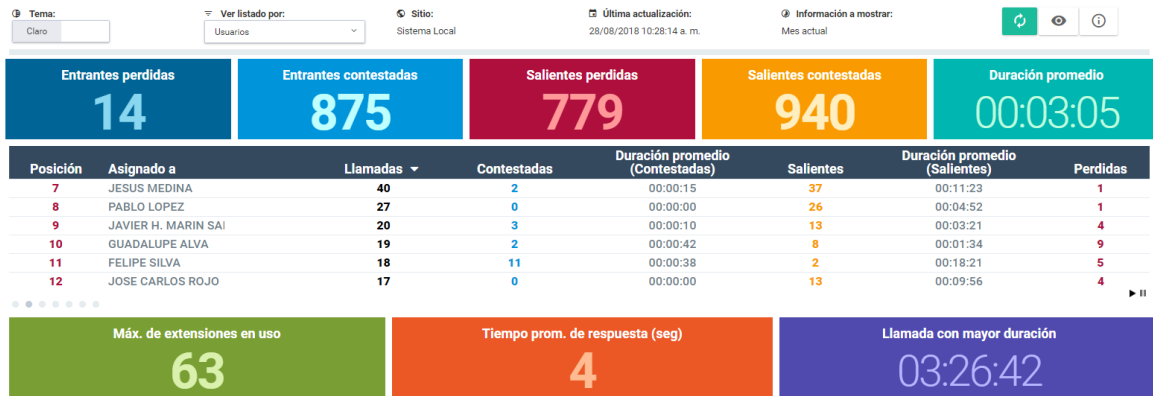 Tema: Ver listado por: Sitio: Última actualización: Información a mostrar:
Claro Usuarios Sistema Local 28/08/2018 10:28:14 a. m. Mes actual
Entrantes perdidas Entrantes contestadas Salientes perdidas Salientes contestadas Duración promedio
14 875 779 940 00:03:05
Posición Asignado a Llamadas Contestadas Duración promedio (Contestadas) Salientes Duración promedio (Salientes) Perdidas
7 JESUS MEDINA 40 2 00:00:15 37 00:11:23 1
8 PABLO LOPEZ 27 0 00:00:00 26 00:04:52 1
9 JAVIER H. MARIN SAI 20 3 00:00:10 13 00:03:21 4
10 GUADALUPE ALVA 19 2 00:00:42 8 00:01:34 9
11 FELIPE SILVA 18 11 00:00:38 2 00:18:21 5
12 JOSE CARLOS ROJO 17 0 00:00:00 13 00:09:56 4
Máx. de extensiones en uso Tiempo prom. de respuesta (seg) Llamada con mayor duración
63 4 03:26:42